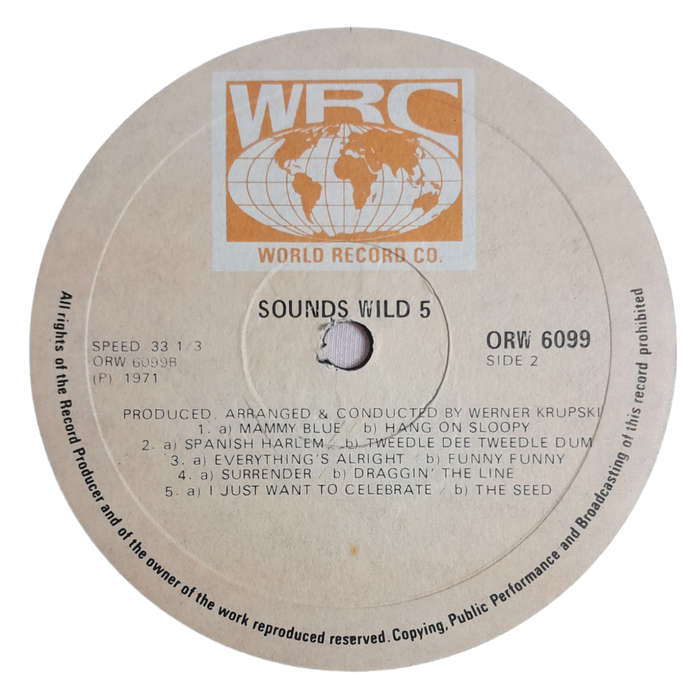 WRC
WORLD RECORD CO.
SOUNDS WILD 5
SPEED 33 1/3
ORW 6099B
(P) 1971
ORW 6099
SIDE 2
PRODUCED. ARRANGED & CONDUCTED BY WERNER KRUPSKI
1. a) MAMMY BLUE / b) HANG ON SLOOPY
2. a) SPANISH HARLEM / b) TWEEDLE DEE TWEEDLE DUM
3. a) EVERYTHING'S ALRIGHT / b) FUNNY FUNNY
4. a) SURRENDER / b) DRAGGIN' THE LINE
5. a) I JUST WANT TO CELEBRATE / b) THE SEED
All rights of the Record Producer and of the owner of the work reproduced reserved. Copying, Public Performance and Broadcasting of this record prohibited